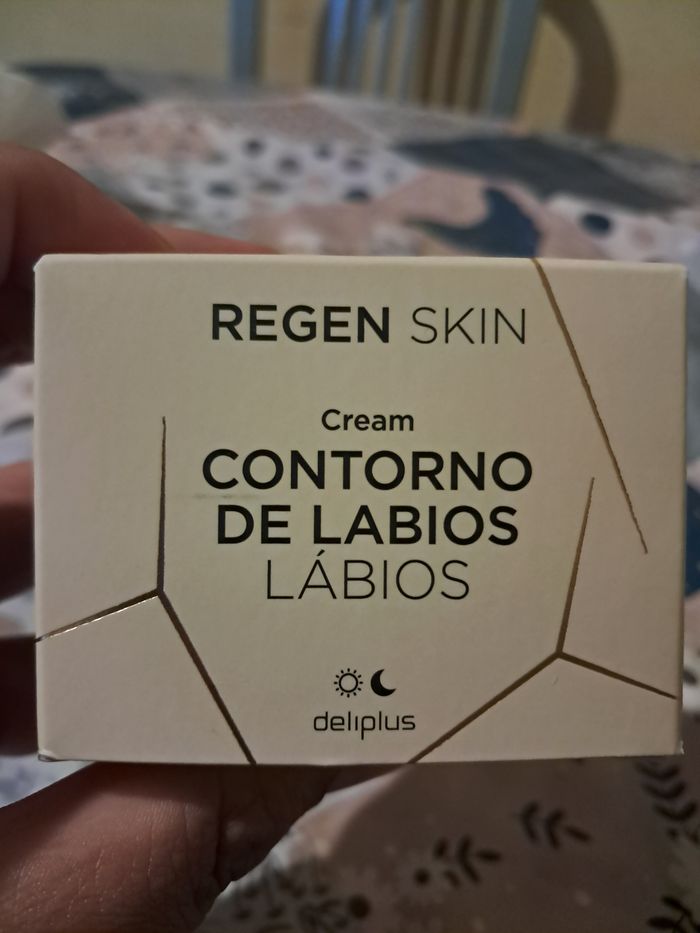 REGEN SKIN
Cream
CONTORNO
DE LABIOS
LÁBIOS
deliplus